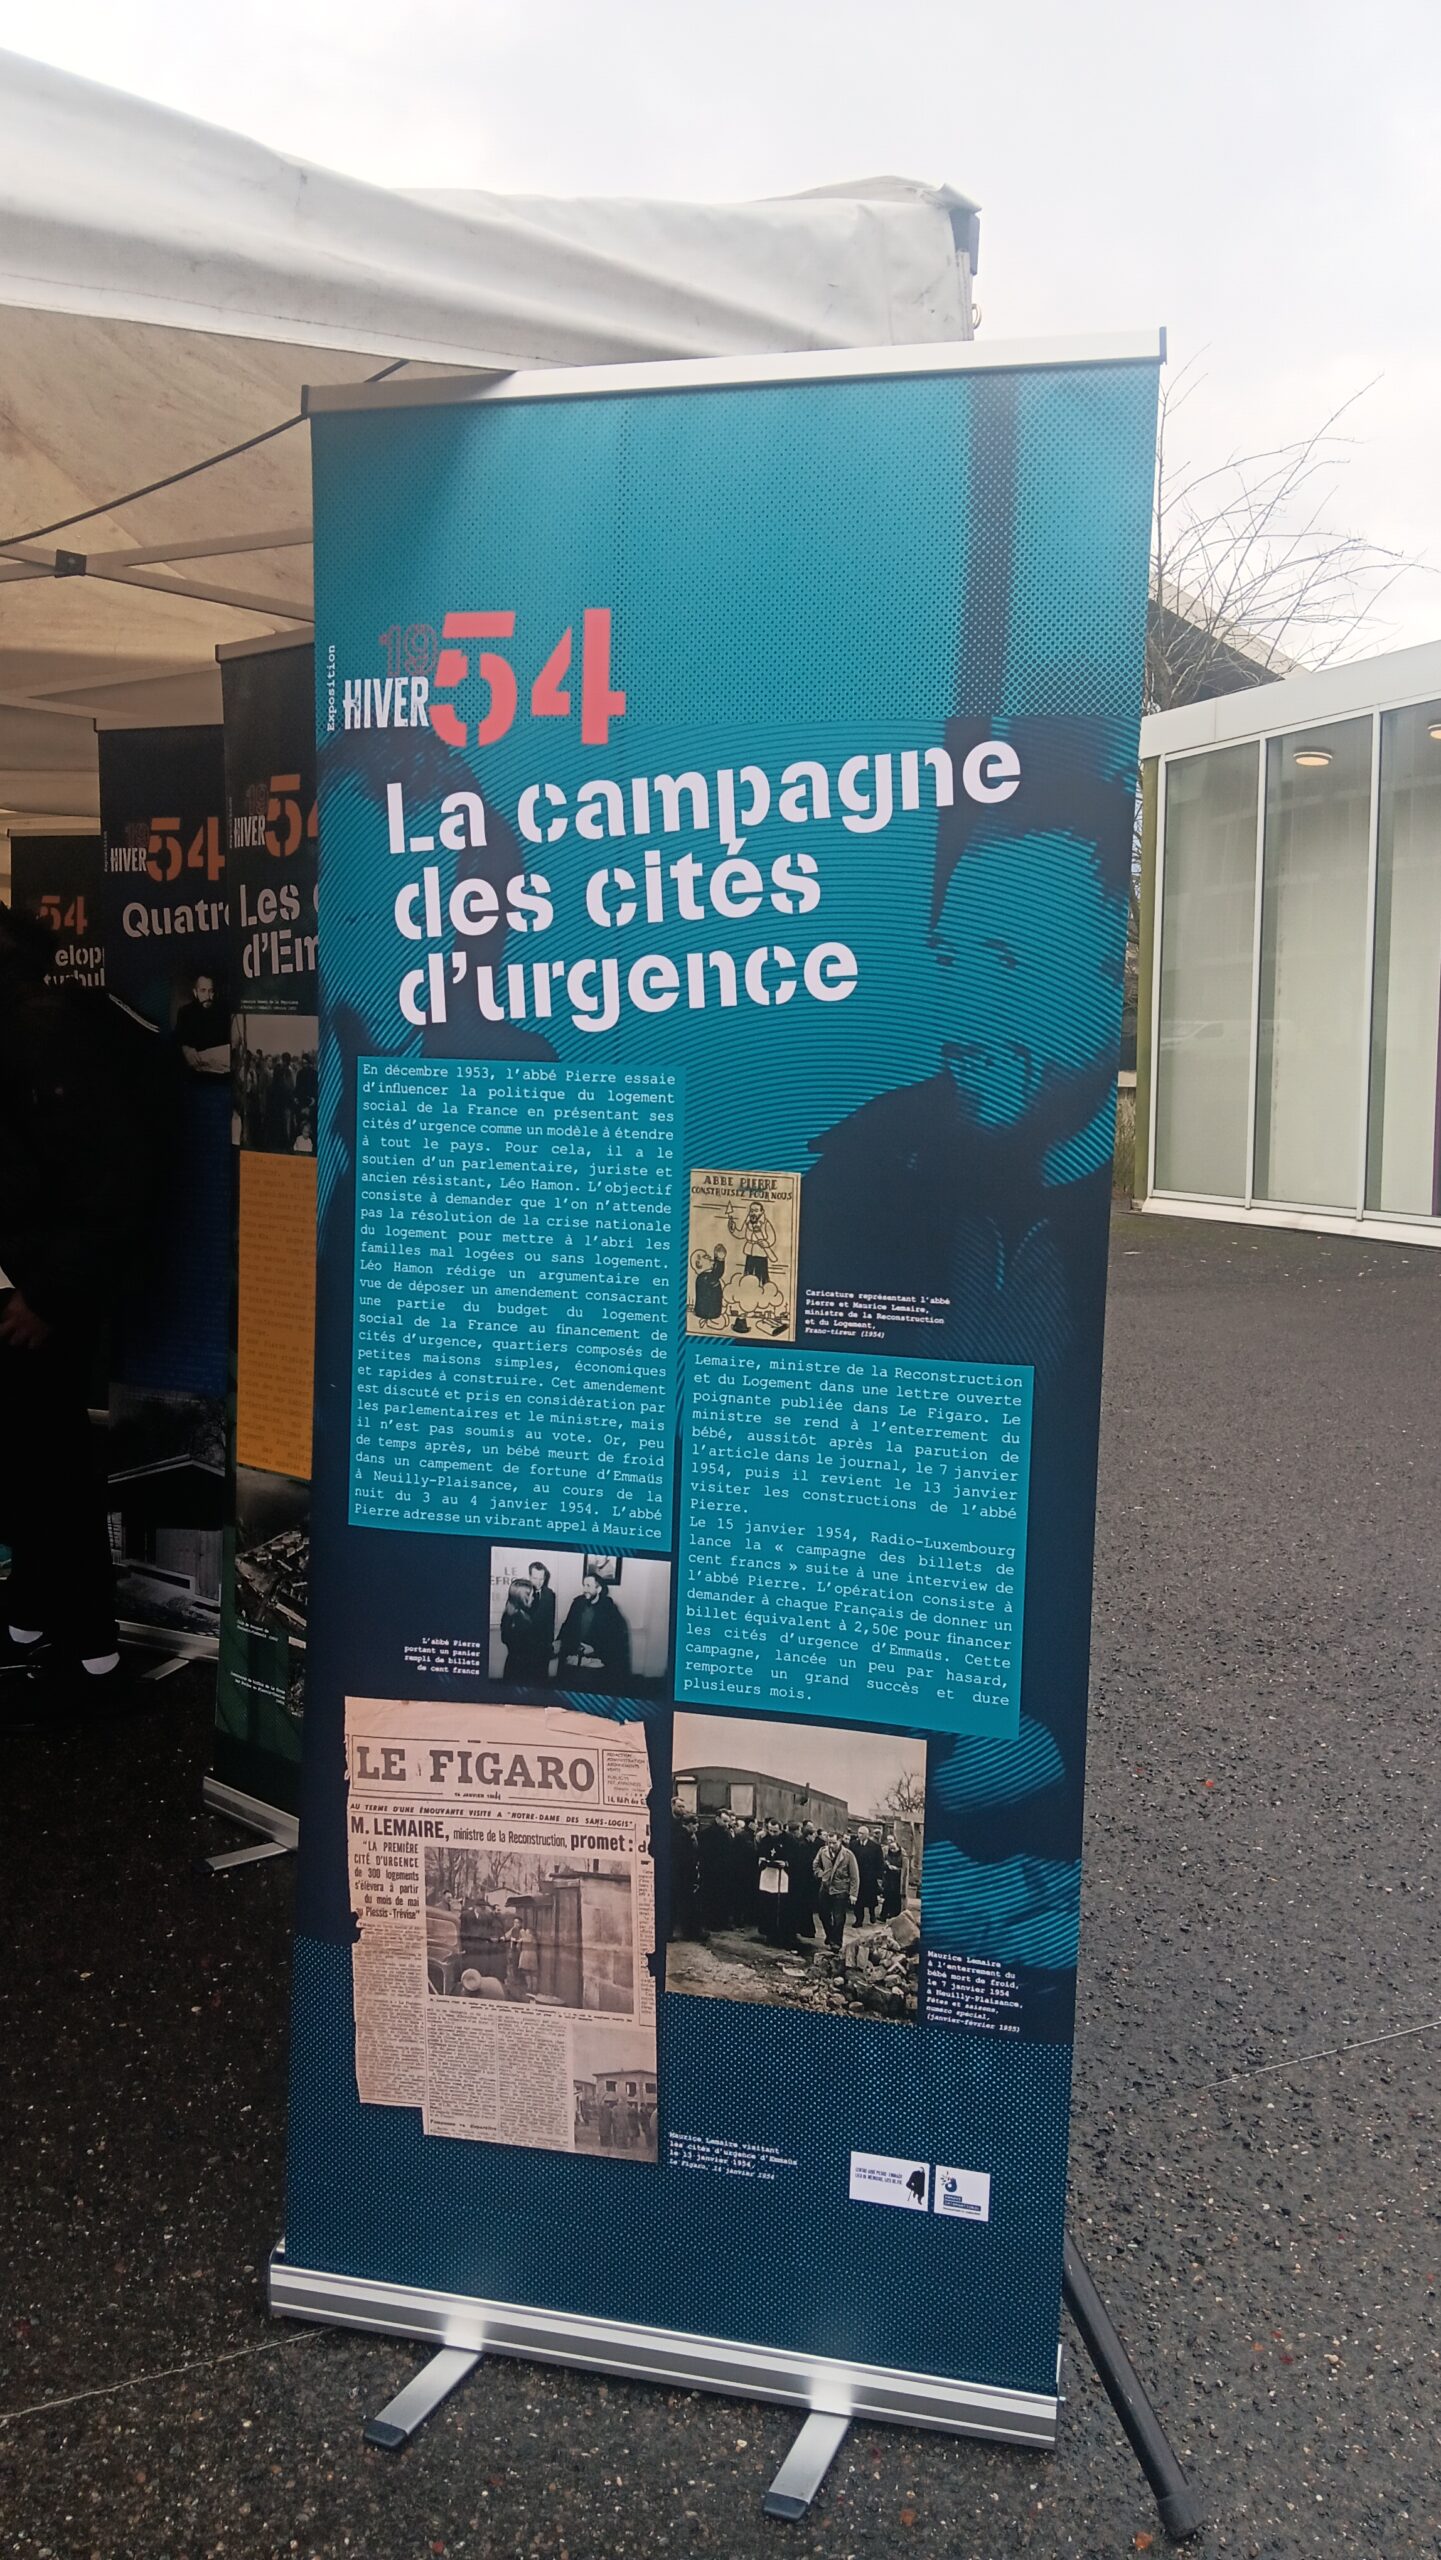 Exposition
HIVER 1954
La campagne
des cités
d'urgence
En décembre 1953, l'abbé Pierre essaie
d'influencer la politique du logement
social de la France en présentant ses
cités d'urgence comme un modèle à étendre
à tout le pays. Pour cela, il a le
soutien d'un parlementaire, juriste et
ancien résistant, Léo Hamon. L'objectif
consiste à demander que l'on n'attende
pas la résolution de la crise nationale
du logement pour mettre à l'abri les
familles mal logées ou sans logement.
Léo Hamon rédige un argumentaire en
vue de déposer un amendement consacrant
une partie du budget du logement
social de la France au financement de
cités d'urgence, quartiers composés de
petites maisons simples, économiques
et rapides à construire. Cet amendement
est discuté et pris en considération par
les parlementaires et le ministre, mais
il n'est pas soumis au vote. Or, peu
de temps après, un bébé meurt de froid
dans un campement de fortune d'Emmaüs
à Neuilly-Plaisance, au cours de la
nuit du 3 au 4 janvier 1954. L'abbé
Pierre adresse un vibrant appel à Maurice
ABBE PIERRE
CONSTRUISEZ POUR NOUS
Caricature représentant l'abbé
Pierre et Maurice Lemaire,
ministre de la Reconstruction
et du Logement,
Franc-tireur (1954)
Lemaire, ministre de la Reconstruction
et du Logement dans une lettre ouverte
poignante publiée dans Le Figaro. Le
ministre se rend à l'enterrement du
bébé, aussitôt après la parution de
l'article dans le journal, le 7 janvier
1954, puis il revient le 13 janvier
visiter les constructions de l'abbé
Pierre.
Le 15 janvier 1954, Radio-Luxembourg
lance la « campagne des billets de
cent francs » suite à une interview de
l'abbé Pierre. L'opération consiste à
demander à chaque Français de donner un
billet équivalent à 2,50€ pour financer
les cités d'urgence d'Emmaüs. Cette
campagne, lancée un peu par hasard,
remporte un grand succès et dure
plusieurs mois.
L'abbé Pierre
portant un panier
rempli de billets
de cent francs
LE FIGARO
14 JANVIER 1954
AU TERME D'UNE ÉMOUVANTE VISITE A "NOTRE-DAME DES SANS-LOGIS"
M. LEMAIRE, ministre de la Reconstruction, promet :
"LA PREMIÈRE
CITÉ D'URGENCE
de 300 logements
s'élèvera à partir
du mois de mai
au Plessis-Trévise"
Maurice Lemaire
à l'enterrement du
bébé mort de froid,
le 7 janvier 1954
à Neuilly-Plaisance,
Fêtes et saisons,
numéro spécial,
(janvier-février 1955)
Maurice Lemaire visitant
les cités d'urgence d'Emmaüs
le 13 janvier 1954,
Le Figaro, 14 janvier 1954
HIVER 1954
Quatr
HIVER 5
Les
d'Em
54
elop